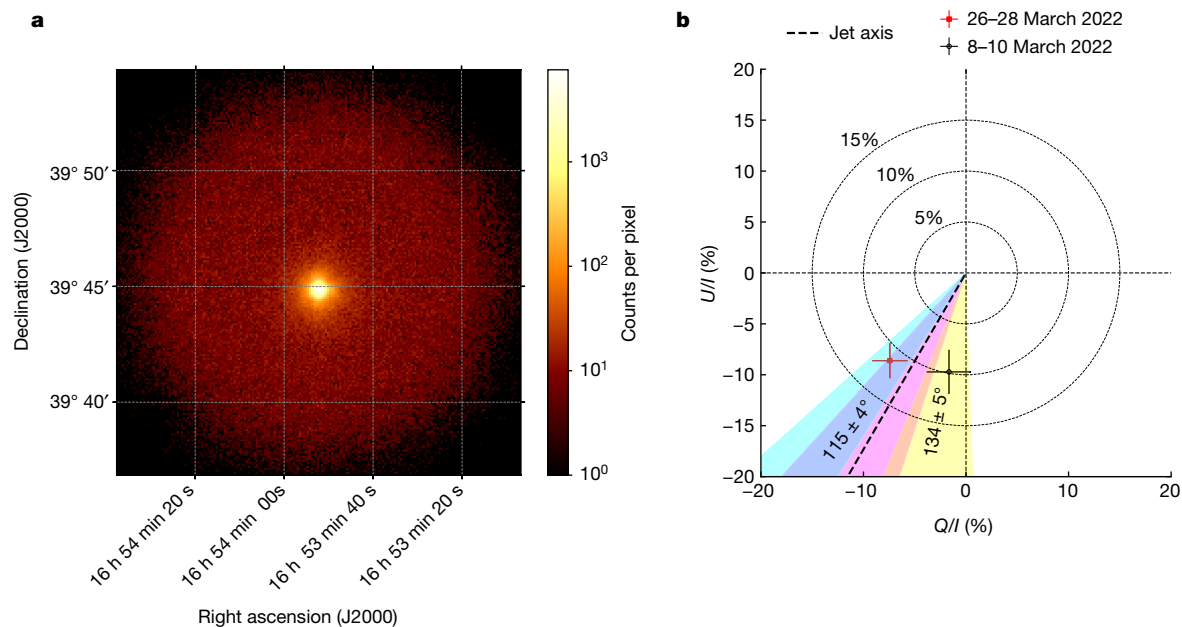 a
Declination (J2000)
39° 50′
39° 45′
39° 40′
16 h 54 min 20 s
16 h 54 min 00s
16 h 53 min 40 s
16 h 53 min 20 s
Right ascension (J2000)
10³
10²
10¹
10⁰
Counts per pixel
b
Jet axis
26–28 March 2022
8–10 March 2022
20
15
10
5
0
−5
−10
−15
−20
U/I (%)
15%
10%
5%
115 ± 4°
134 ± 5°
−20
−10
0
10
20
Q/I (%)